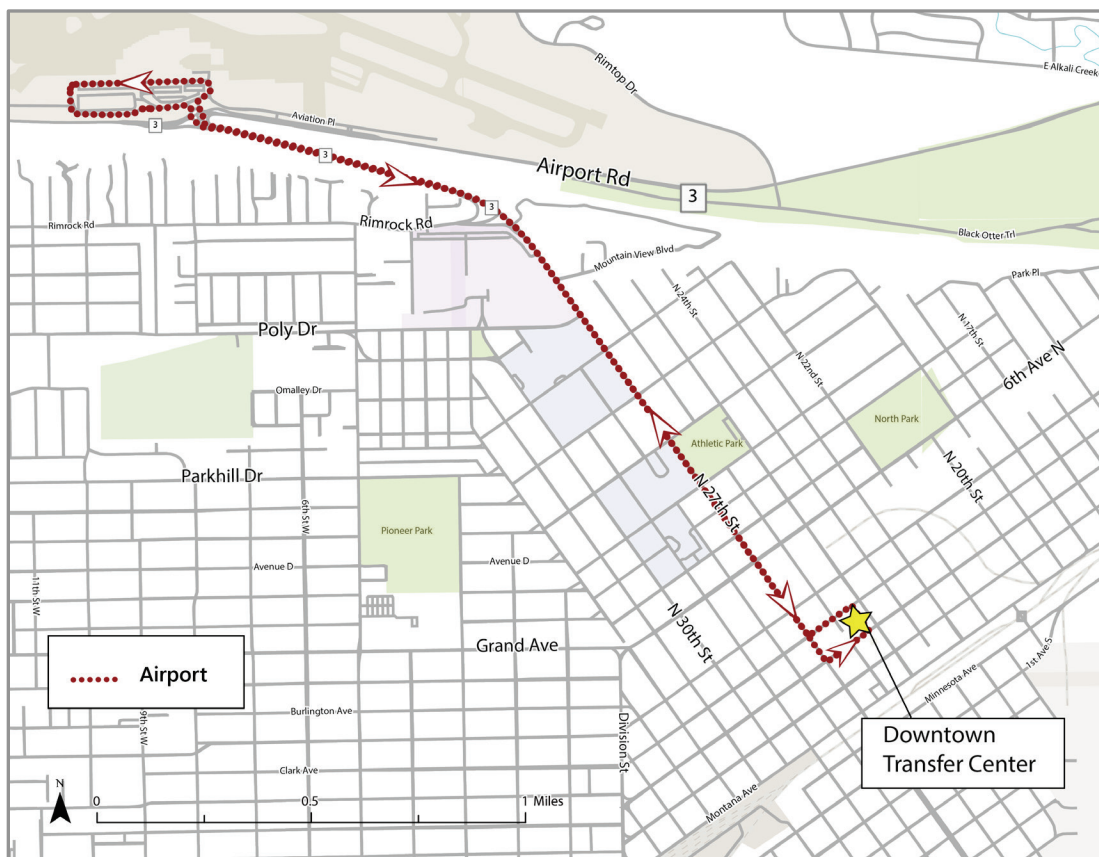 E Alkali Creek
Rimtop Dr
Aviation Pl
3
3
Airport Rd
3
3
Rimrock Rd
Rimrock Rd
Black Otter Trl
Mountain View Blvd
Park Pl
N 24th St
N 17th St
Poly Dr
N 22nd St
6th Ave N
Omalley Dr
North Park
Athletic Park
Parkhill Dr
N 20th St
N 27th St
6th St W
Pioneer Park
Avenue D
Avenue D
11th St W
N 30th St
Grand Ave
1st Ave S
Airport
Minnesota Ave
Burlington Ave
9th St W
Division St
Downtown
Transfer Center
Clark Ave
Montana Ave
N
0
0.5
1 Miles